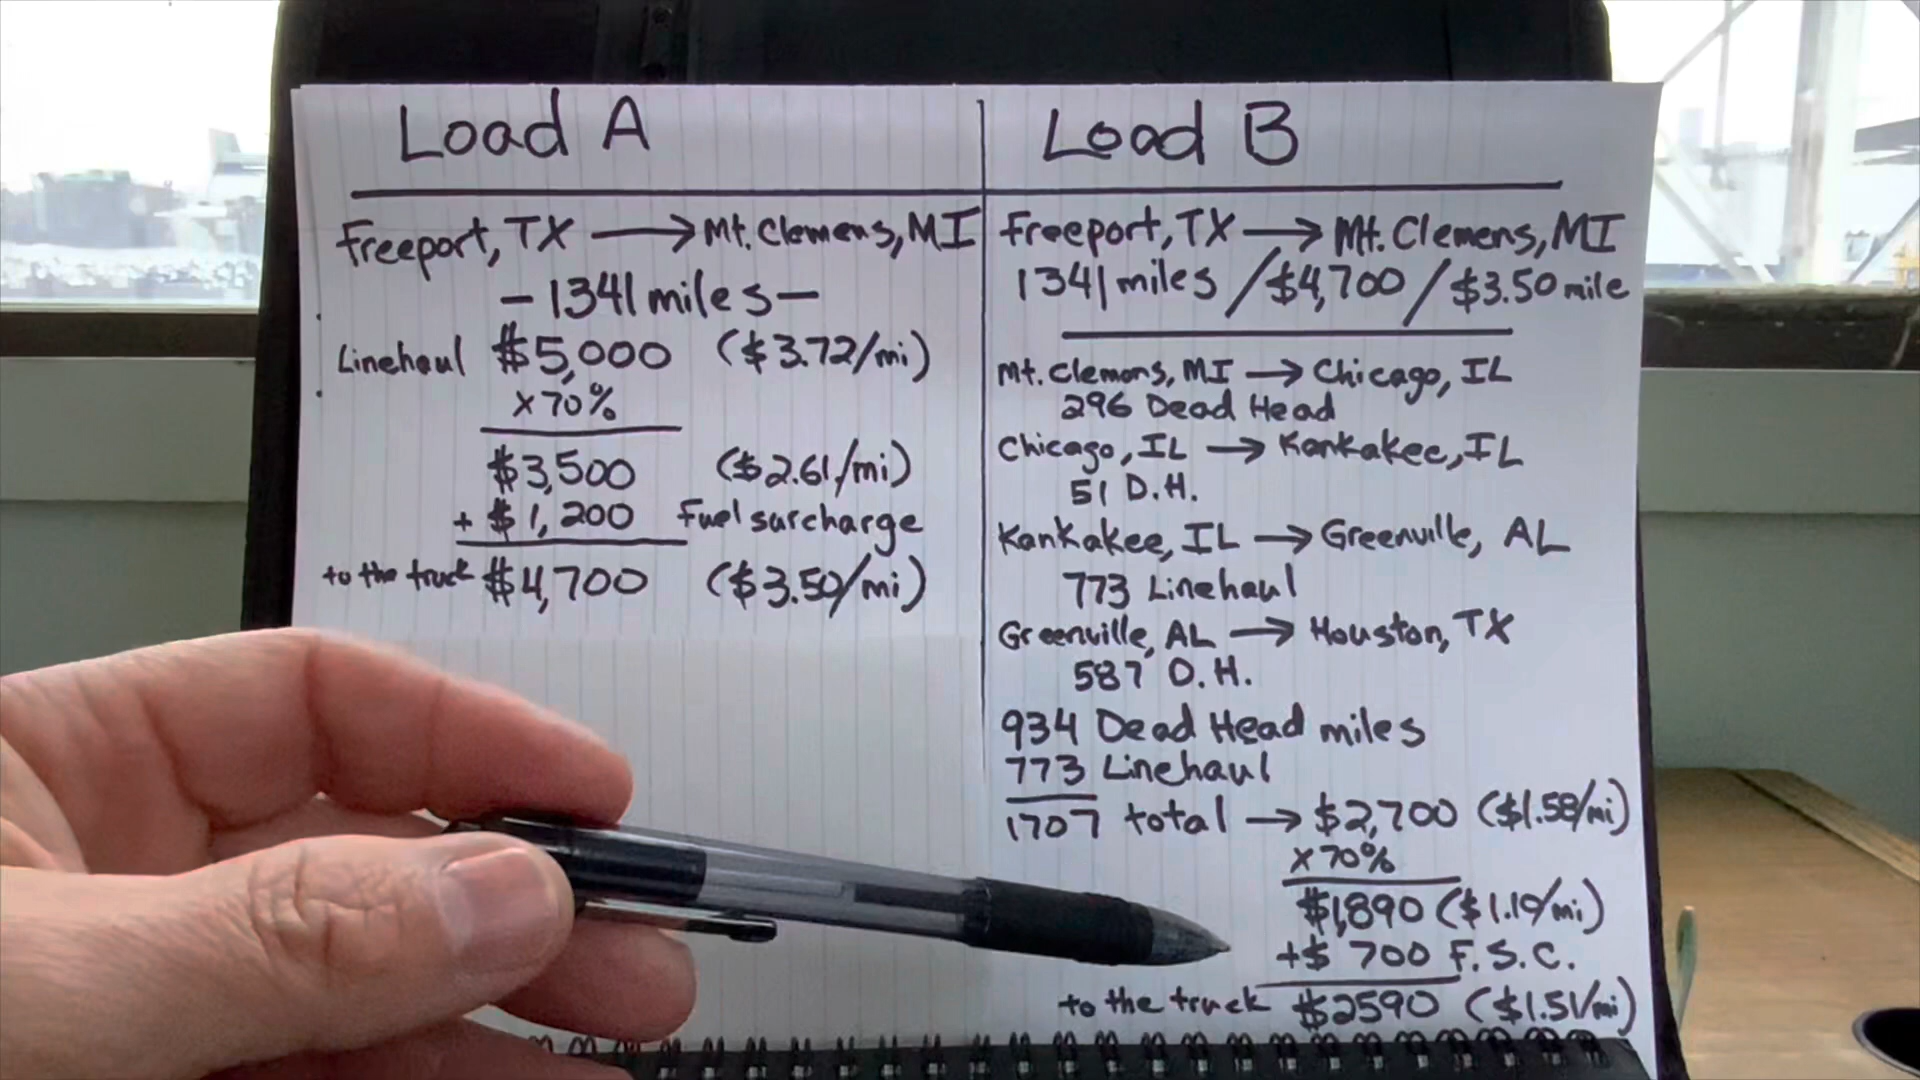 Load A
Freeport, TX → Mt. Clemens, MI
- 1341 miles -
Linehaul $5,000 ($3.72/mi)
x 70%
$3,500 ($2.61/mi)
+ $1,200 Fuel surcharge
to the truck $4,700 ($3.50/mi)
Load B
Freeport, TX → Mt. Clemens, MI
1341 miles / $4,700 / $3.50 mile
Mt. Clemons, MI → Chicago, IL
296 Dead Head
Chicago, IL → Kankakee, IL
51 D.H.
Kankakee, IL → Greenville, AL
773 Linehaul
Greenville, AL → Houston, TX
587 D.H.
934 Dead Head miles
773 Linehaul
1707 total → $2,700 ($1.58/mi)
x 70%
$1,890 ($1.10/mi)
+ $ 700 F.S.C.
to the truck $2590 ($1.51/mi)